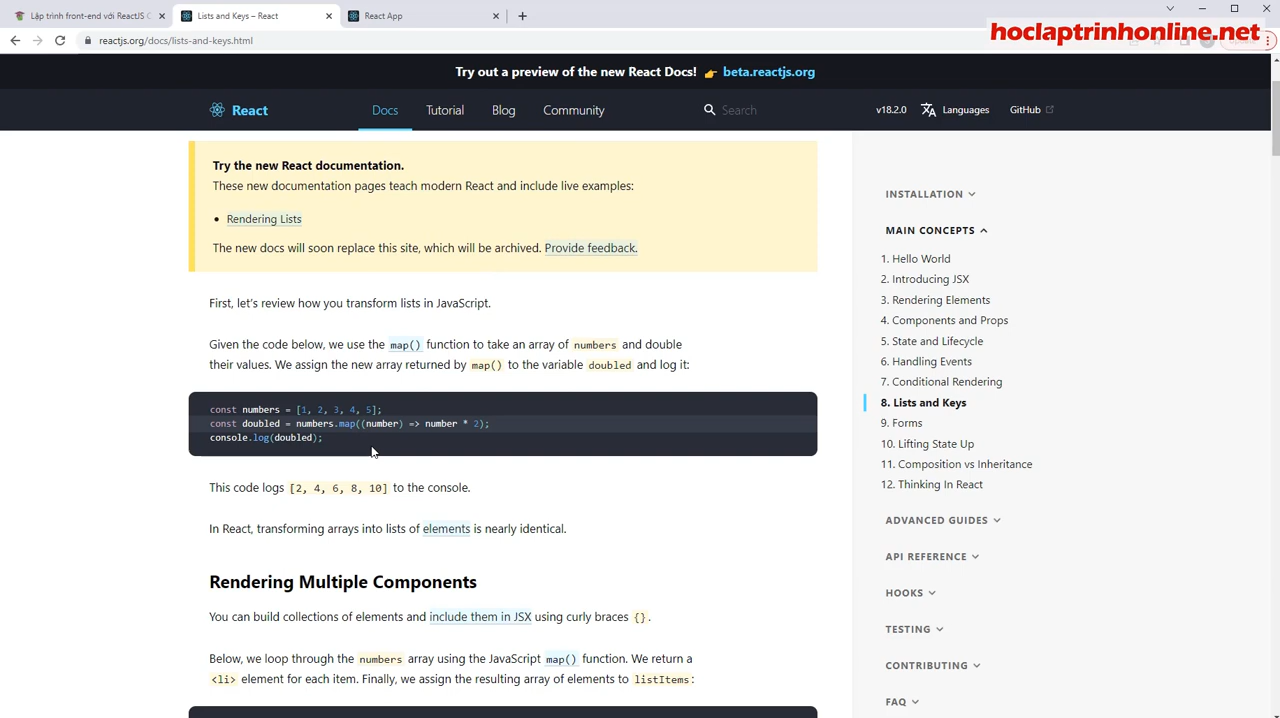 Lập trình front-end với ReactJS C
Lists and Keys – React
React App
reactjs.org/docs/lists-and-keys.html
hoclaptrinhonline.net
Try out a preview of the new React Docs! 👉 beta.reactjs.org
React
Docs
Tutorial
Blog
Community
Search
v18.2.0
Languages
GitHub
Try the new React documentation.
These new documentation pages teach modern React and include live examples:
• Rendering Lists
The new docs will soon replace this site, which will be archived. Provide feedback.
First, let's review how you transform lists in JavaScript.
Given the code below, we use the map() function to take an array of numbers and double
their values. We assign the new array returned by map() to the variable doubled and log it:
const numbers = [1, 2, 3, 4, 5];
const doubled = numbers.map((number) => number * 2);
console.log(doubled);
This code logs [2, 4, 6, 8, 10] to the console.
In React, transforming arrays into lists of elements is nearly identical.
Rendering Multiple Components
You can build collections of elements and include them in JSX using curly braces {}.
Below, we loop through the numbers array using the JavaScript map() function. We return a
<li> element for each item. Finally, we assign the resulting array of elements to listItems:
INSTALLATION
MAIN CONCEPTS
1. Hello World
2. Introducing JSX
3. Rendering Elements
4. Components and Props
5. State and Lifecycle
6. Handling Events
7. Conditional Rendering
8. Lists and Keys
9. Forms
10. Lifting State Up
11. Composition vs Inheritance
12. Thinking In React
ADVANCED GUIDES
API REFERENCE
HOOKS
TESTING
CONTRIBUTING
FAQ